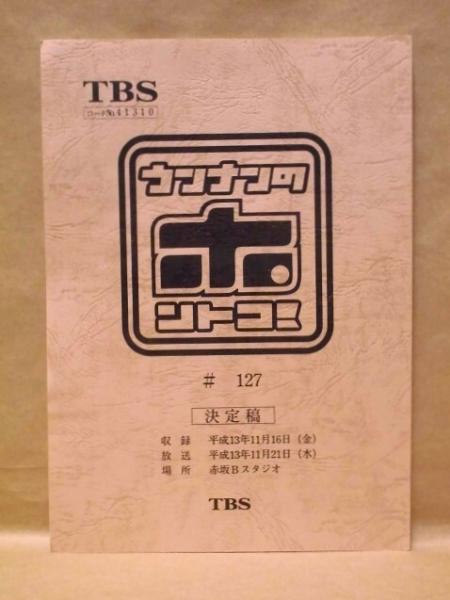 TBS
コードNo.41310
ウンナンの
ホ
ントコ!
# 127
決定稿
収録 平成13年11月16日(金)
放送 平成13年11月21日(水)
場所 赤坂Bスタジオ
TBS